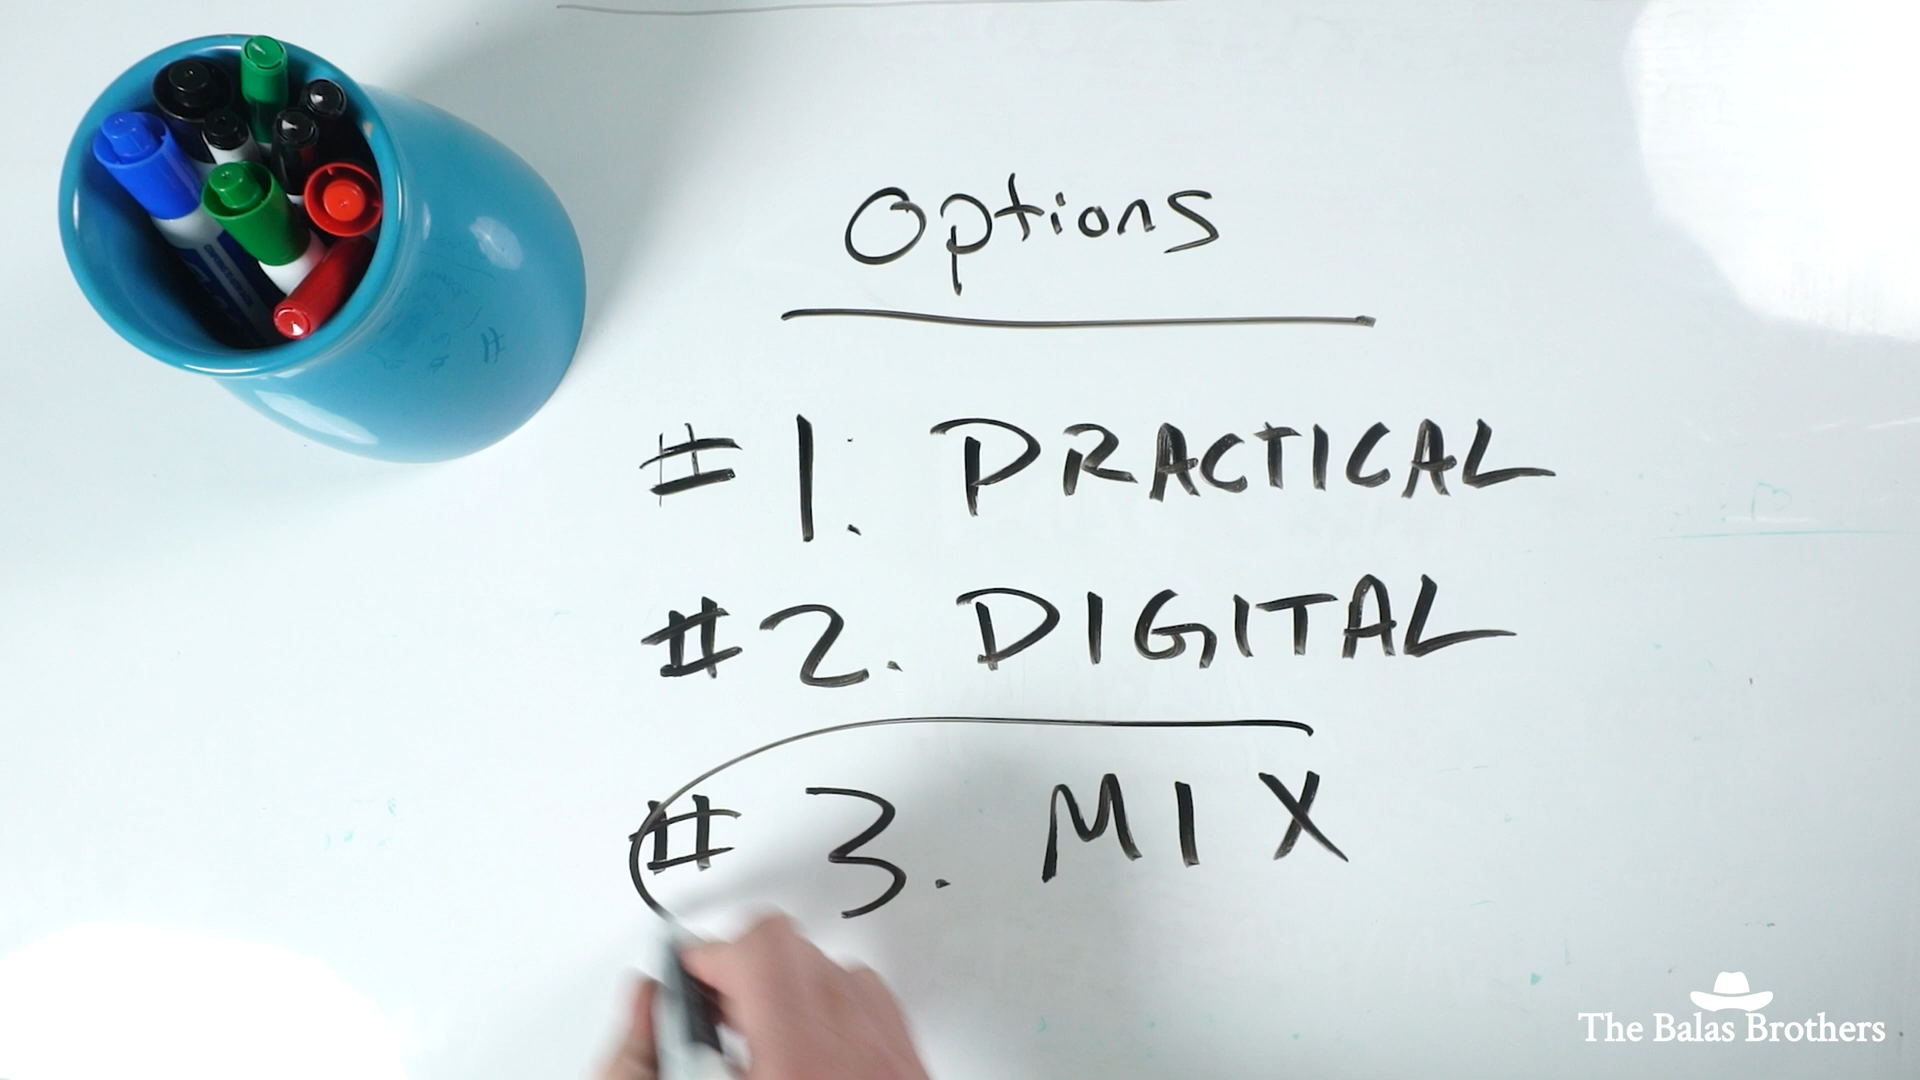 Options
#1. PRACTICAL
#2. DIGITAL
#3. MIX
The Balas Brothers